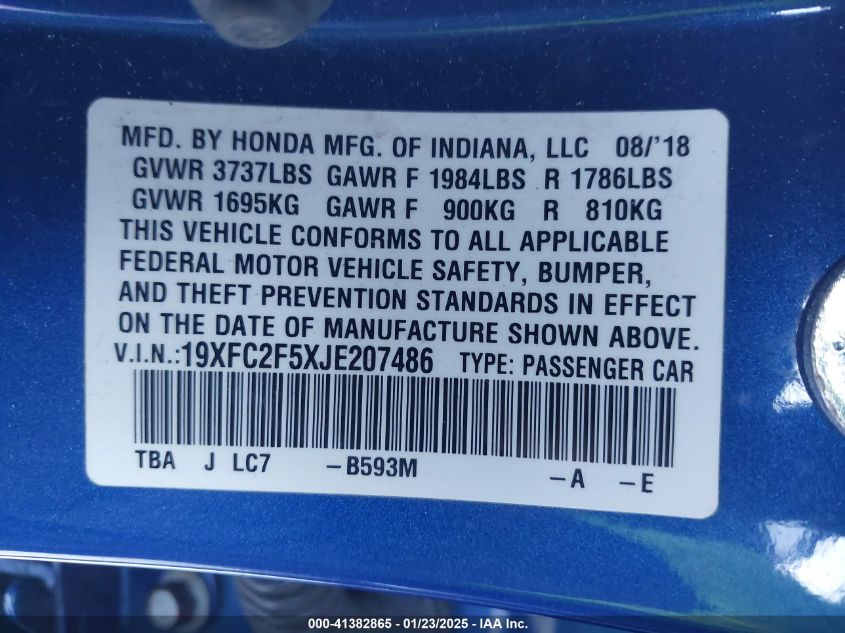 MFD. BY HONDA MFG. OF INDIANA, LLC 08/'18
GVWR 3737LBS GAWR F 1984LBS R 1786LBS
GVWR 1695KG GAWR F 900KG R 810KG
THIS VEHICLE CONFORMS TO ALL APPLICABLE
FEDERAL MOTOR VEHICLE SAFETY, BUMPER,
AND THEFT PREVENTION STANDARDS IN EFFECT
ON THE DATE OF MANUFACTURE SHOWN ABOVE.
V.I.N.:19XFC2F5XJE207486 TYPE: PASSENGER CAR
TBA J LC7 -B593M -A -E
000-41382865 - 01/23/2025 - IAA Inc.